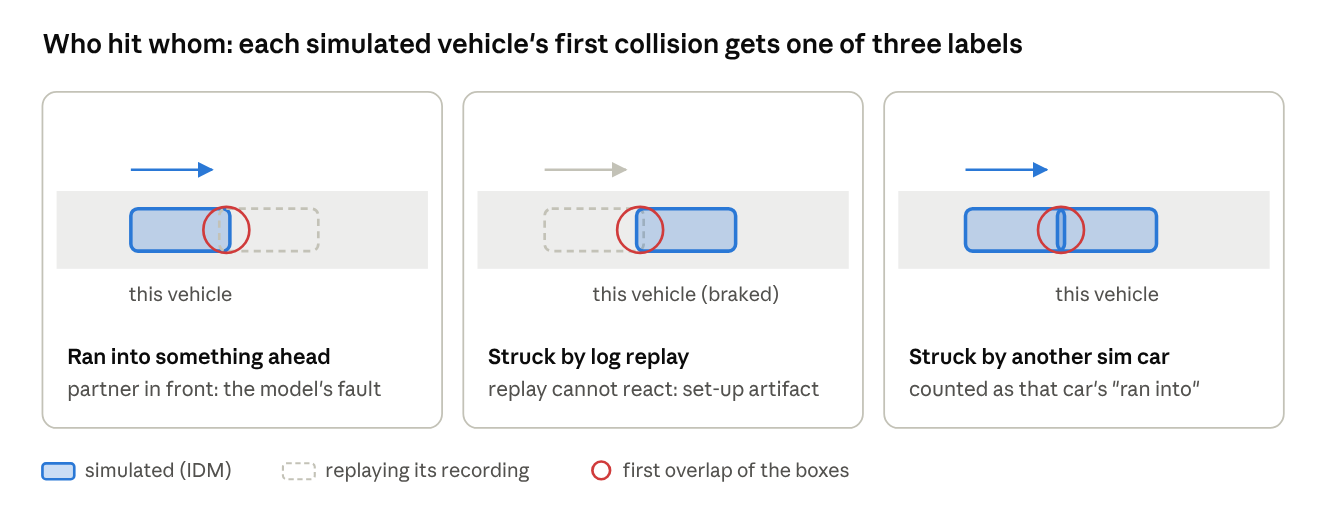 Who hit whom: each simulated vehicle's first collision gets one of three labels
this vehicle
Ran into something ahead
partner in front: the model's fault
this vehicle (braked)
Struck by log replay
replay cannot react: set-up artifact
this vehicle
Struck by another sim car
counted as that car's "ran into"
simulated (IDM)
replaying its recording
first overlap of the boxes